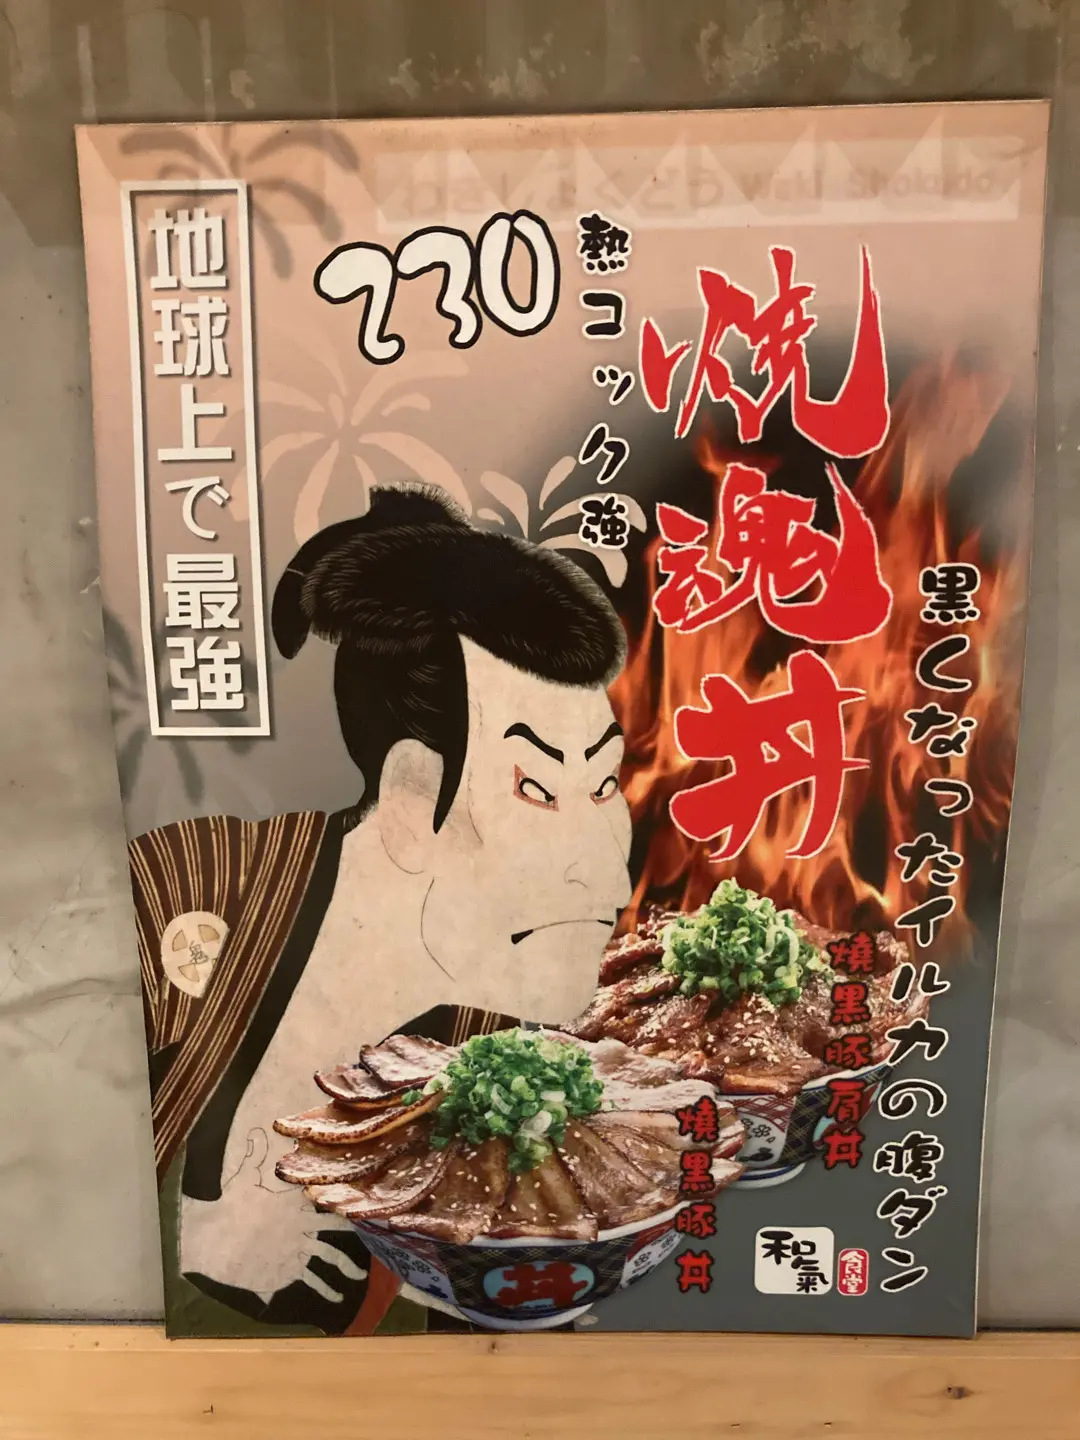 地球上で最強
230
熱コック強
焼魂丼
黒くなったイルカの腹ダン
燒黒豚肩丼
燒黒豚丼
丼
和氣
食堂